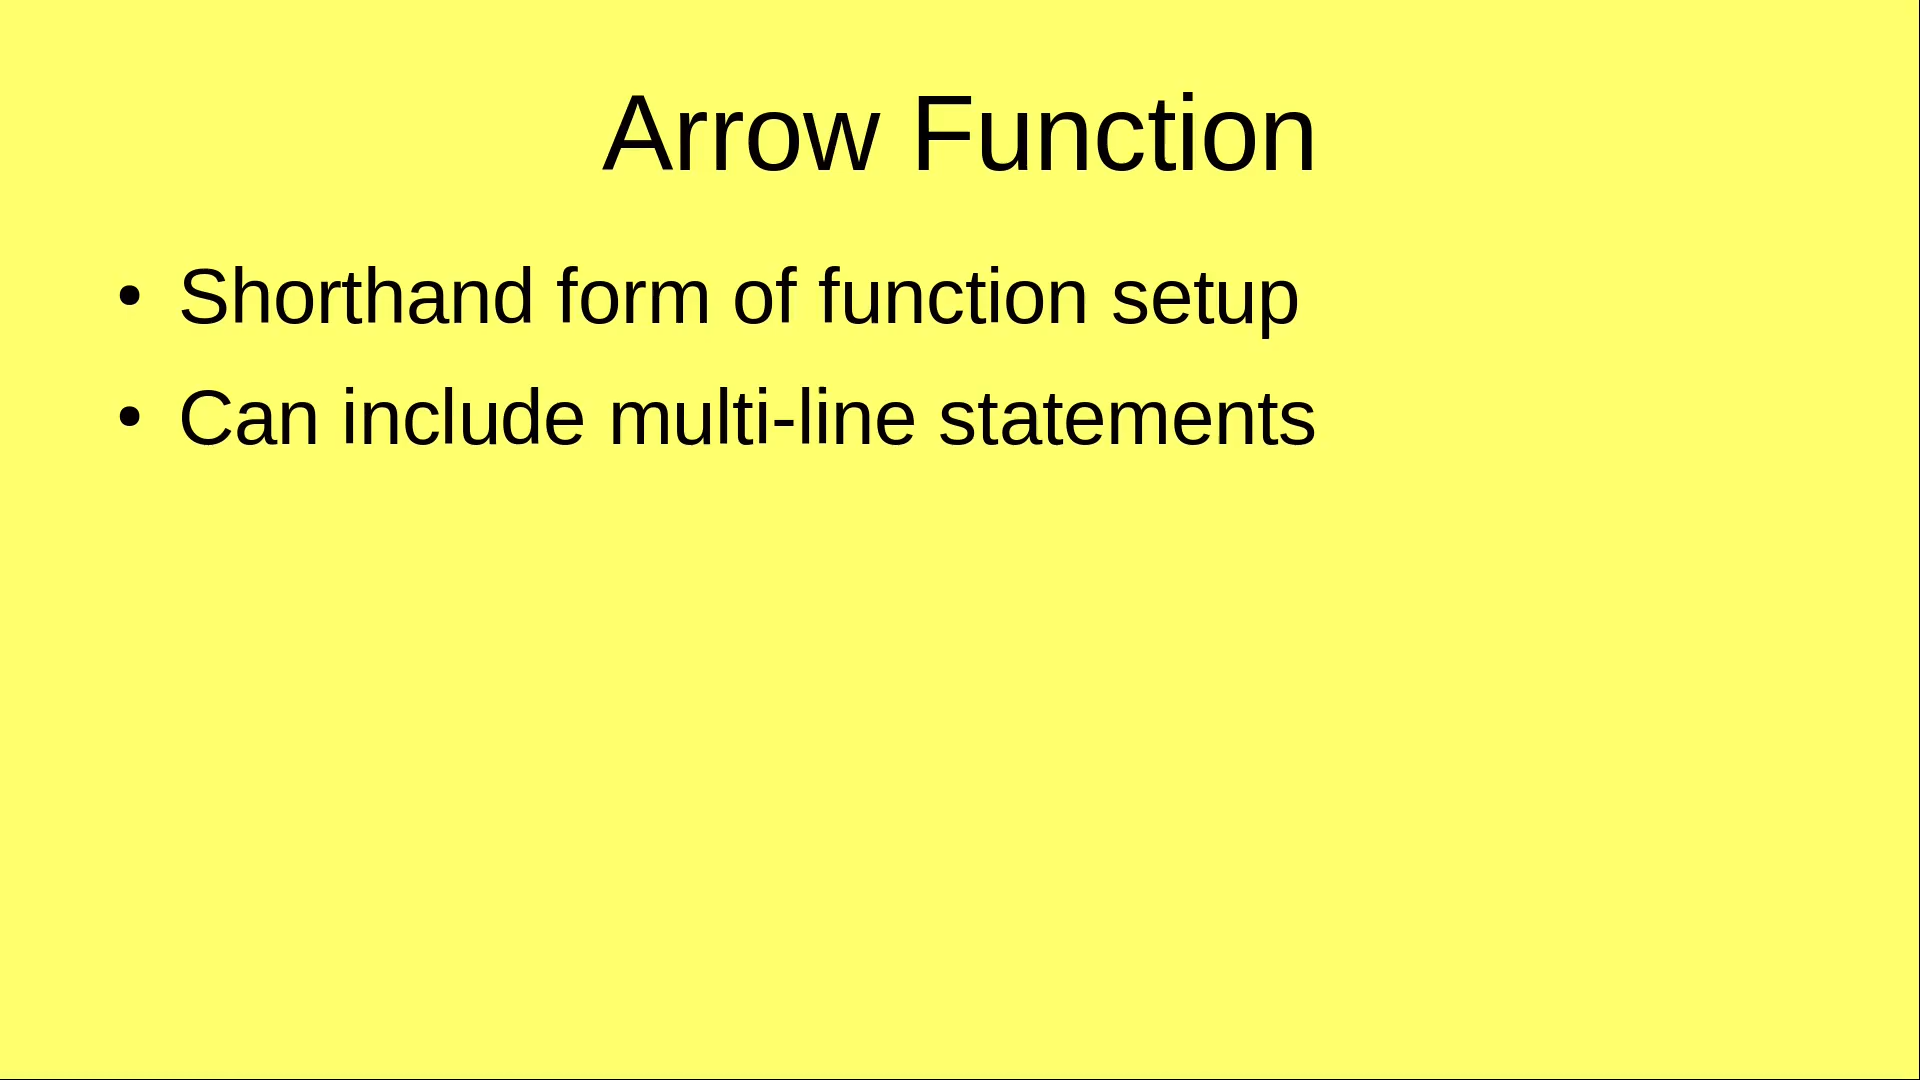 Arrow Function
• Shorthand form of function setup
• Can include multi-line statements